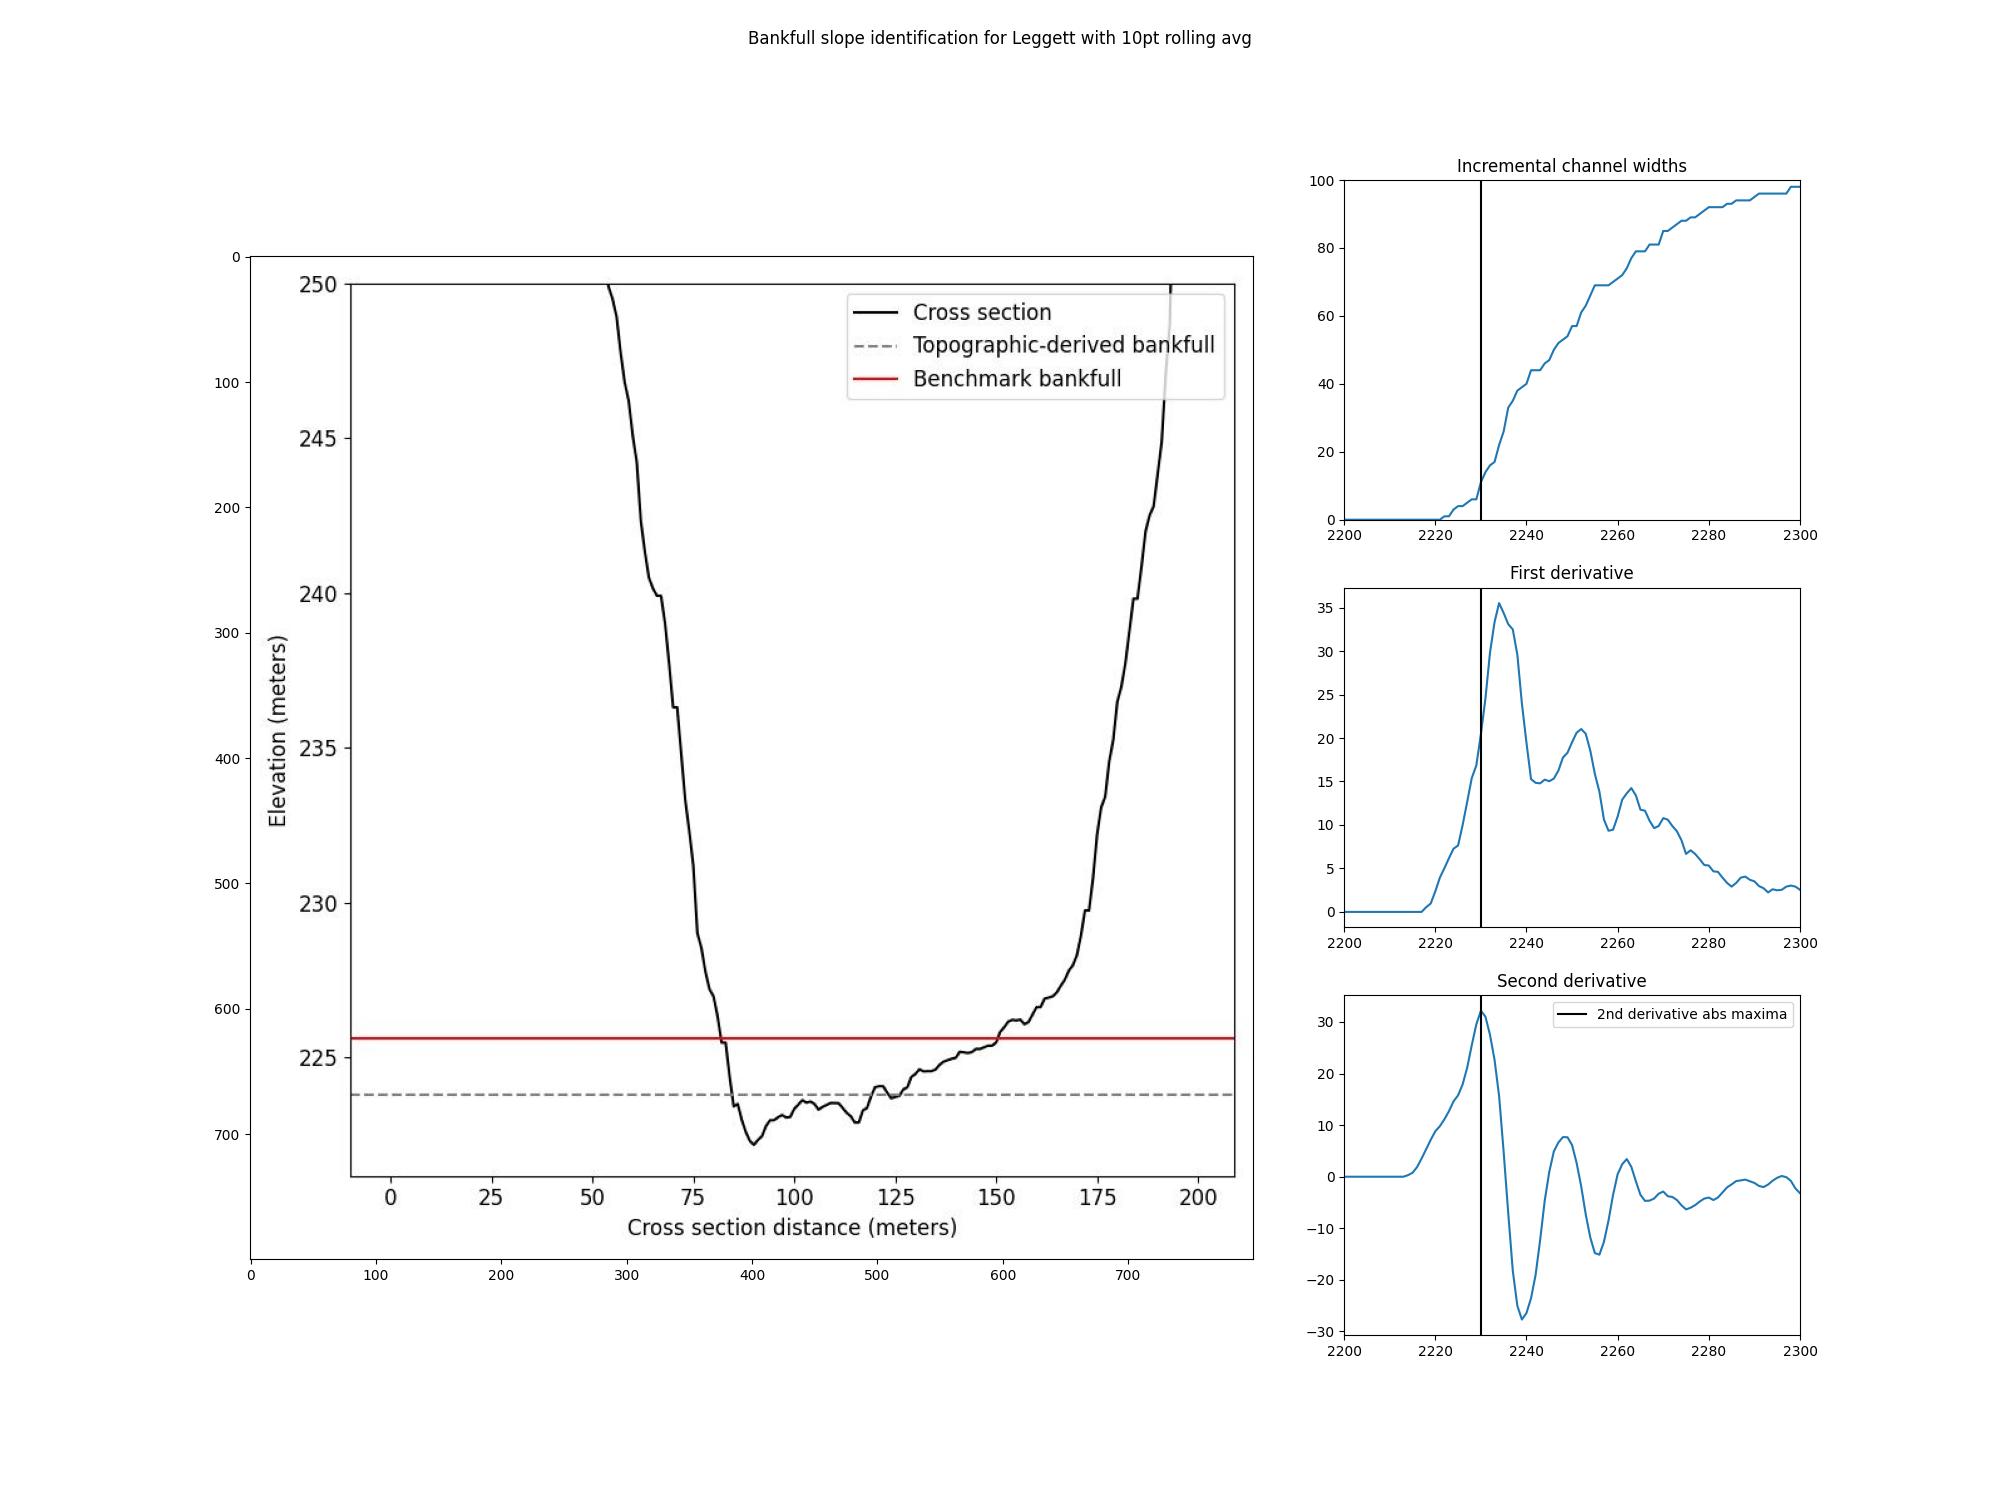 Bankfull slope identification for Leggett with 10pt rolling avg
0
100
200
300
400
500
600
700
0 100 200 300 400 500 600 700
250
245
240
235
230
225
Elevation (meters)
Cross section
Topographic-derived bankfull
Benchmark bankfull
0 25 50 75 100 125 150 175 200
Cross section distance (meters)
Incremental channel widths
100
80
60
40
20
0
2200 2220 2240 2260 2280 2300
First derivative
35
30
25
20
15
10
5
0
2200 2220 2240 2260 2280 2300
Second derivative
2nd derivative abs maxima
30
20
10
0
−10
−20
−30
2200 2220 2240 2260 2280 2300